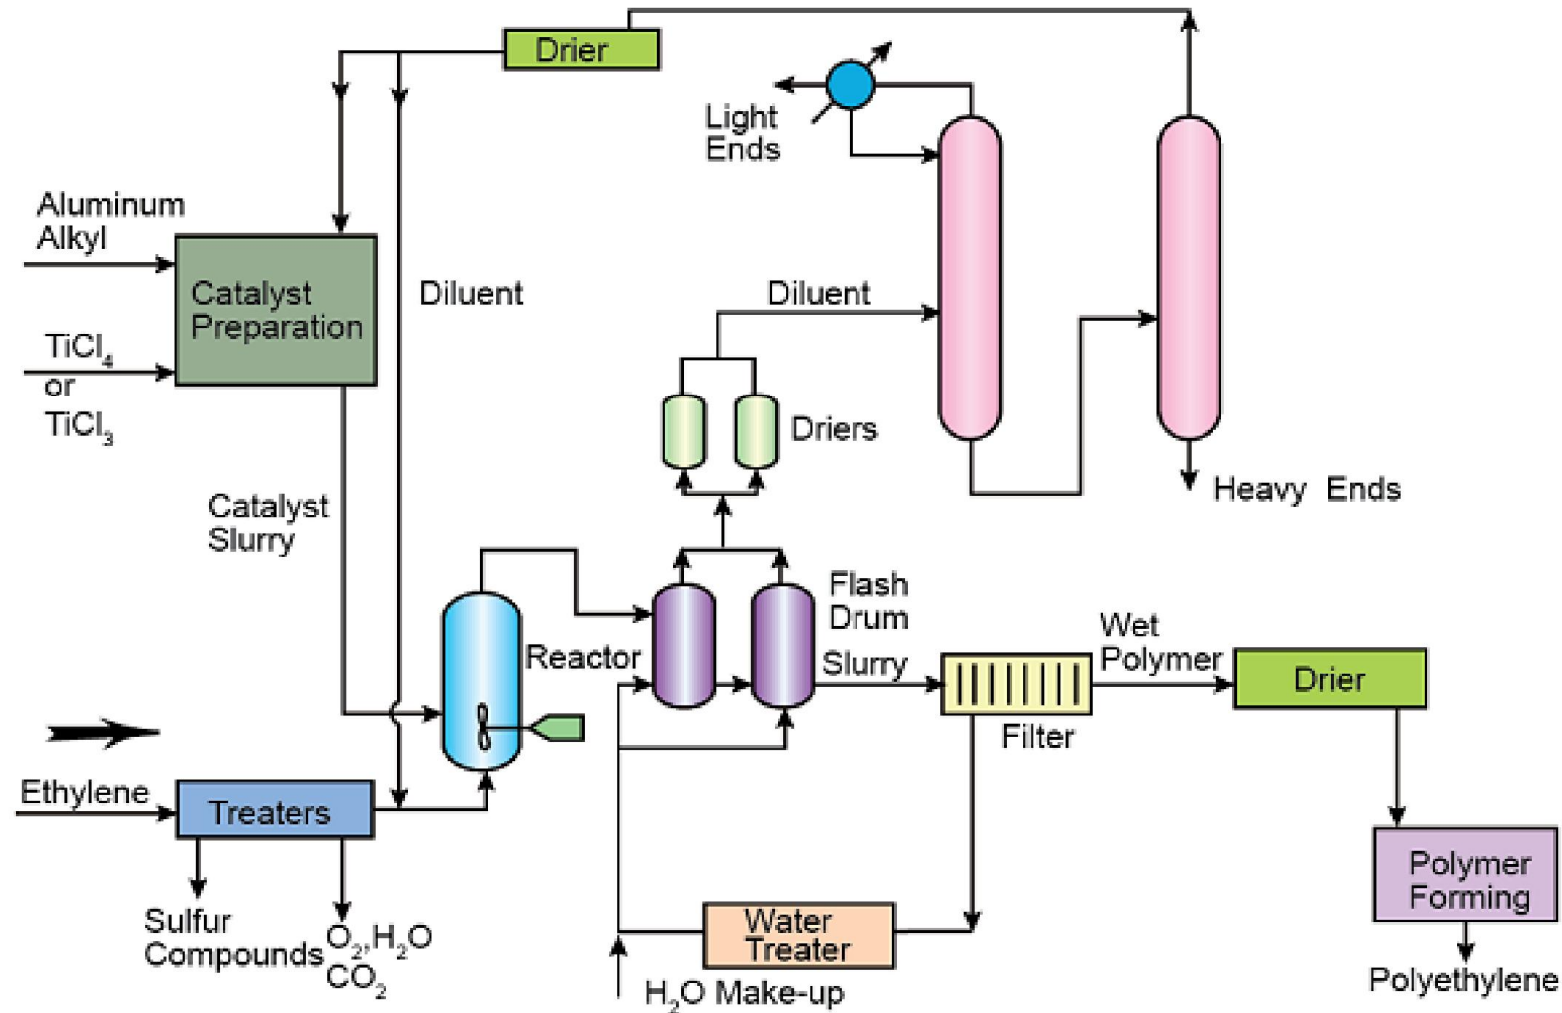 Drier
Light
Ends
Aluminum
Alkyl
Catalyst
Preparation
Diluent
Diluent
TiCl4
or
TiCl3
Driers
Catalyst
Slurry
Heavy Ends
Flash
Drum
Reactor
Slurry
Wet
Polymer
Drier
Filter
Ethylene
Treaters
Polymer
Forming
Sulfur
Compounds
O2,H2O
CO2
Water
Treater
H2O Make-up
Polyethylene